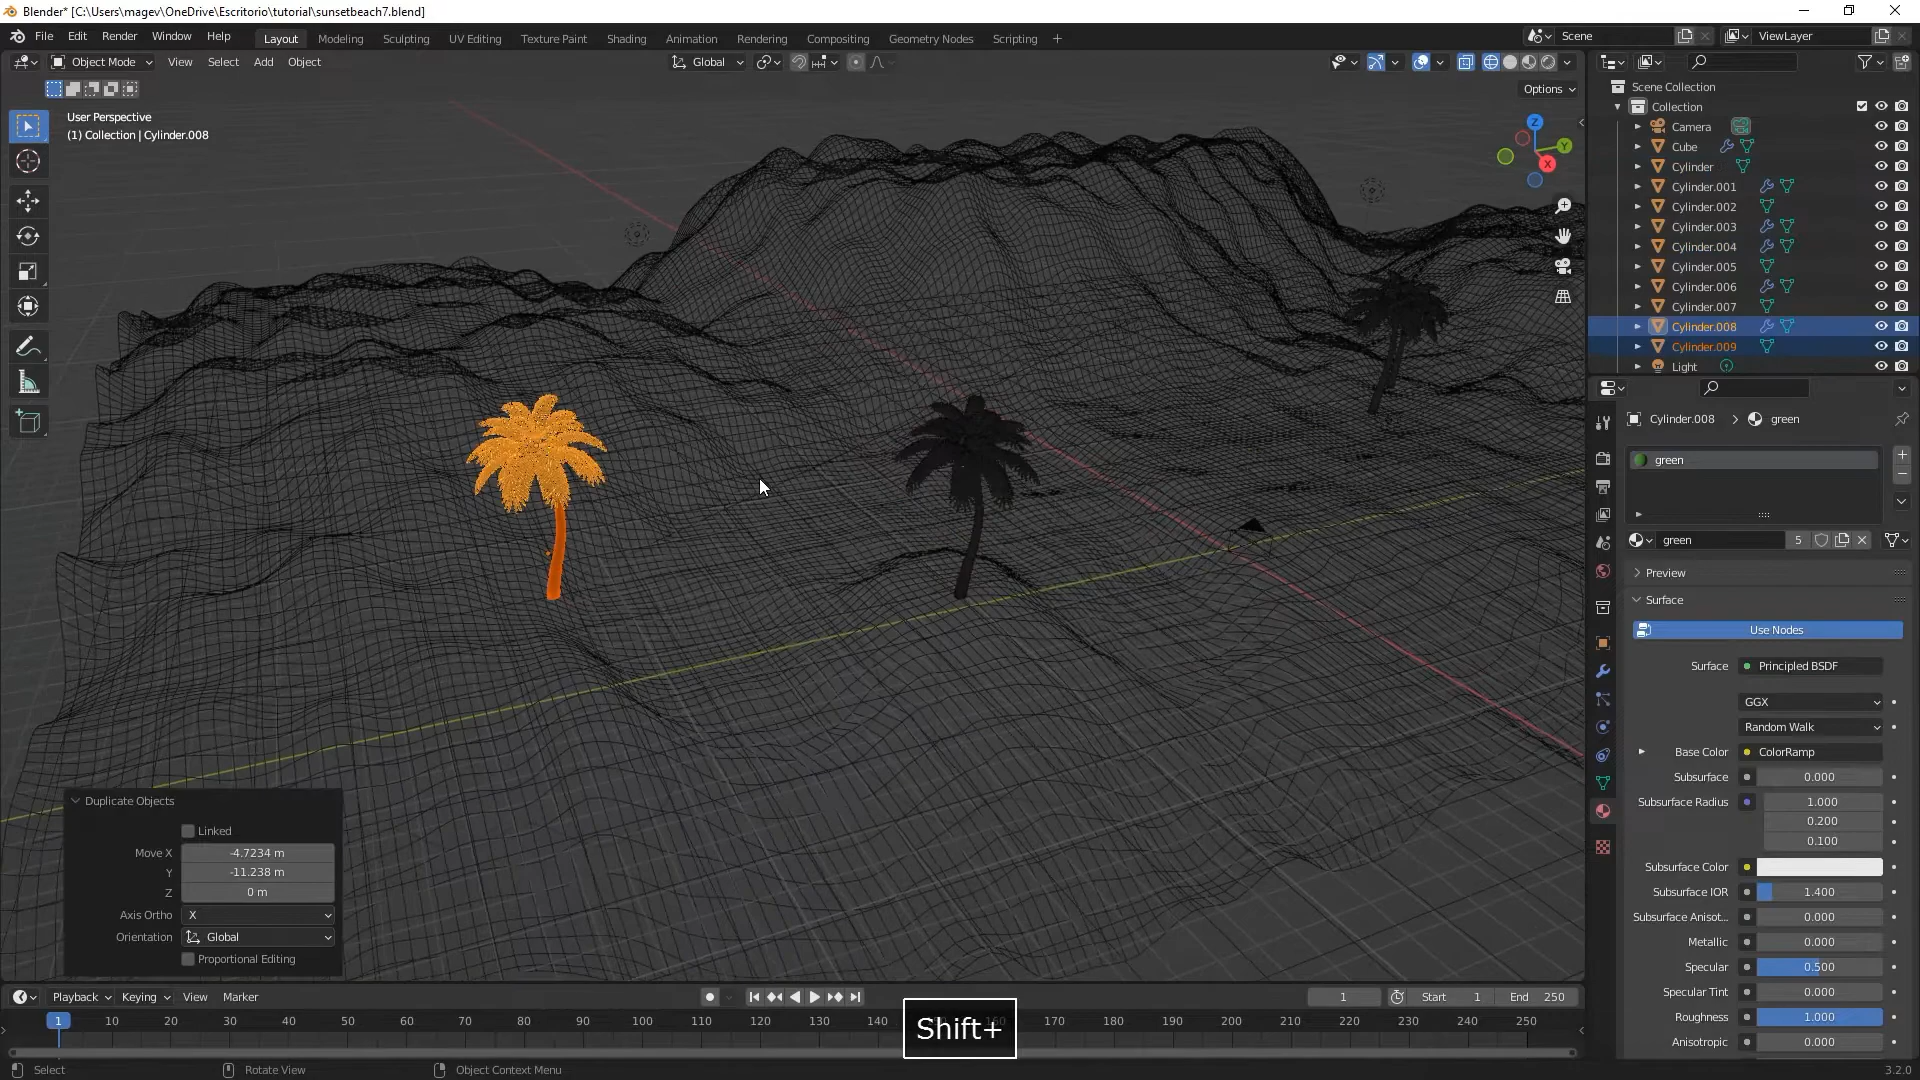 Blender* [C:\Users\magev\OneDrive\Escritorio\tutorial\sunsetbeach7.blend]
File Edit Render Window Help Layout Modeling Sculpting UV Editing Texture Paint Shading Animation Rendering Compositing Geometry Nodes Scripting + Scene ViewLayer
Object Mode View Select Add Object Global
Options
User Perspective
(1) Collection | Cylinder.008
Z
Y
X
Scene Collection
Collection
Camera
Cube
Cylinder
Cylinder.001
Cylinder.002
Cylinder.003
Cylinder.004
Cylinder.005
Cylinder.006
Cylinder.007
Cylinder.008
Cylinder.009
Light
Cylinder.008 > green
green
green 5
Preview
Surface
Use Nodes
Surface Principled BSDF
GGX
Random Walk
Base Color ColorRamp
Subsurface 0.000
Subsurface Radius 1.000
0.200
0.100
Subsurface Color
Subsurface IOR 1.400
Subsurface Anisot... 0.000
Metallic 0.000
Specular 0.500
Specular Tint 0.000
Roughness 1.000
Anisotropic 0.000
Duplicate Objects
Linked
Move X -4.7234 m
Y -11.238 m
Z 0 m
Axis Ortho X
Orientation Global
Proportional Editing
Playback Keying View Marker 1 Start 1 End 250
1 10 20 30 40 50 60 70 80 90 100 110 120 130 140 160 170 180 190 200 210 220 230 240 250
Shift+
Select Rotate View Object Context Menu 3.2.0